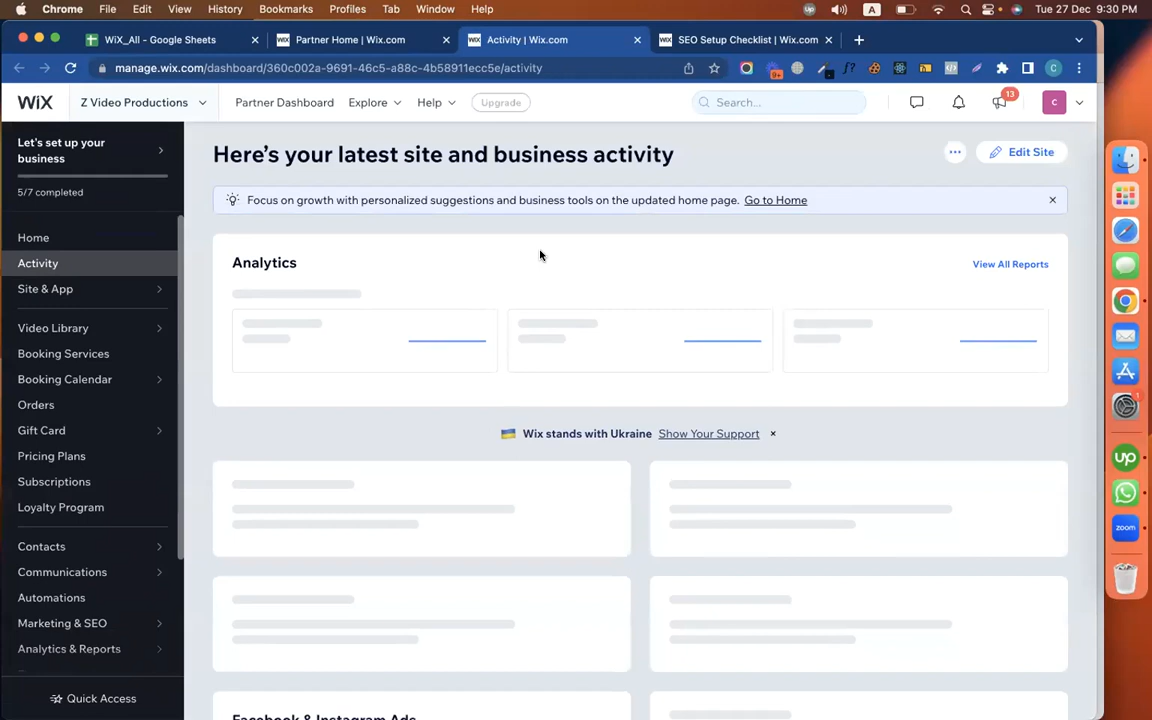 Chrome File Edit View History Bookmarks Profiles Tab Window Help A Tue 27 Dec 9:30 PM
WiX_All - Google Sheets Partner Home | Wix.com Activity | Wix.com SEO Setup Checklist | Wix.com
manage.wix.com/dashboard/360c002a-9691-46c5-a88c-4b58911ecc5e/activity
WiX Z Video Productions Partner Dashboard Explore Help Upgrade Search... 13 C
Let's set up your
business
5/7 completed
Home
Activity
Site & App
Video Library
Booking Services
Booking Calendar
Orders
Gift Card
Pricing Plans
Subscriptions
Loyalty Program
Contacts
Communications
Automations
Marketing & SEO
Analytics & Reports
Quick Access
Here's your latest site and business activity
Edit Site
Focus on growth with personalized suggestions and business tools on the updated home page. Go to Home
Analytics
View All Reports
Wix stands with Ukraine Show Your Support
Facebook & Instagram Ads
up
zoom